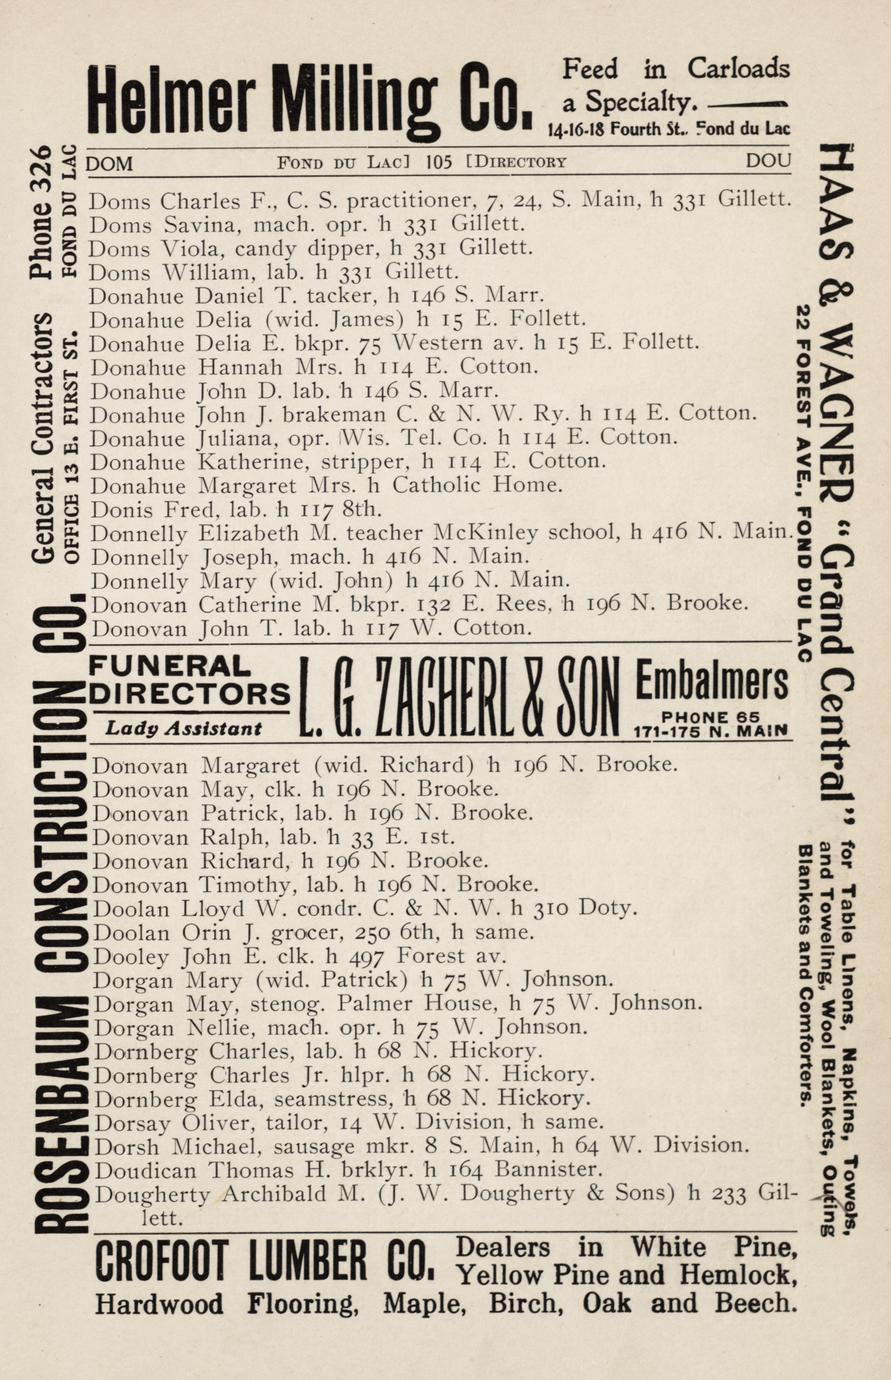 Helmer Milling Co.
Feed in Carloads
a Specialty.
14-16-18 Fourth St., Fond du Lac
DOM FOND DU LAC] 105 [DIRECTORY DOU
Doms Charles F., C. S. practitioner, 7, 24, S. Main, h 331 Gillett.
Doms Savina, mach. opr. h 331 Gillett.
Doms Viola, candy dipper, h 331 Gillett.
Doms William, lab. h 331 Gillett.
Donahue Daniel T. tacker, h 146 S. Marr.
Donahue Delia (wid. James) h 15 E. Follett.
Donahue Delia E. bkpr. 75 Western av. h 15 E. Follett.
Donahue Hannah Mrs. h 114 E. Cotton.
Donahue John D. lab. h 146 S. Marr.
Donahue John J. brakeman C. & N. W. Ry. h 114 E. Cotton.
Donahue Juliana, opr. Wis. Tel. Co. h 114 E. Cotton.
Donahue Katherine, stripper, h 114 E. Cotton.
Donahue Margaret Mrs. h Catholic Home.
Donis Fred, lab. h 117 8th.
Donnelly Elizabeth M. teacher McKinley school, h 416 N. Main.
Donnelly Joseph, mach. h 416 N. Main.
Donnelly Mary (wid. John) h 416 N. Main.
Donovan Catherine M. bkpr. 132 E. Rees, h 196 N. Brooke.
Donovan John T. lab. h 117 W. Cotton.
FUNERAL
DIRECTORS
Lady Assistant
L. G. ZACHERL & SON
Embalmers
PHONE 65
171-175 N. MAIN
Donovan Margaret (wid. Richard) h 196 N. Brooke.
Donovan May, clk. h 196 N. Brooke.
Donovan Patrick, lab. h 196 N. Brooke.
Donovan Ralph, lab. h 33 E. 1st.
Donovan Richard, h 196 N. Brooke.
Donovan Timothy, lab. h 196 N. Brooke.
Doolan Lloyd W. condr. C. & N. W. h 310 Doty.
Doolan Orin J. grocer, 250 6th, h same.
Dooley John E. clk. h 497 Forest av.
Dorgan Mary (wid. Patrick) h 75 W. Johnson.
Dorgan May, stenog. Palmer House, h 75 W. Johnson.
Dorgan Nellie, mach. opr. h 75 W. Johnson.
Dornberg Charles, lab. h 68 N. Hickory.
Dornberg Charles Jr. hlpr. h 68 N. Hickory.
Dornberg Elda, seamstress, h 68 N. Hickory.
Dorsay Oliver, tailor, 14 W. Division, h same.
Dorsh Michael, sausage mkr. 8 S. Main, h 64 W. Division.
Doudican Thomas H. brklyr. h 164 Bannister.
Dougherty Archibald M. (J. W. Dougherty & Sons) h 233 Gil-
lett.
CROFOOT LUMBER CO.
Dealers in White Pine,
Yellow Pine and Hemlock,
Hardwood Flooring, Maple, Birch, Oak and Beech.
ROSENBAUM CONSTRUCTION CO.
General Contractors Phone 326
OFFICE 13 E. FIRST ST. FOND DU LAC
HAAS & WAGNER "Grand Central"
22 FOREST AVE., FOND DU LAC
for Table Linens, Napkins, Towels,
and Toweling, Wool Blankets, Outing
Blankets and Comforters.